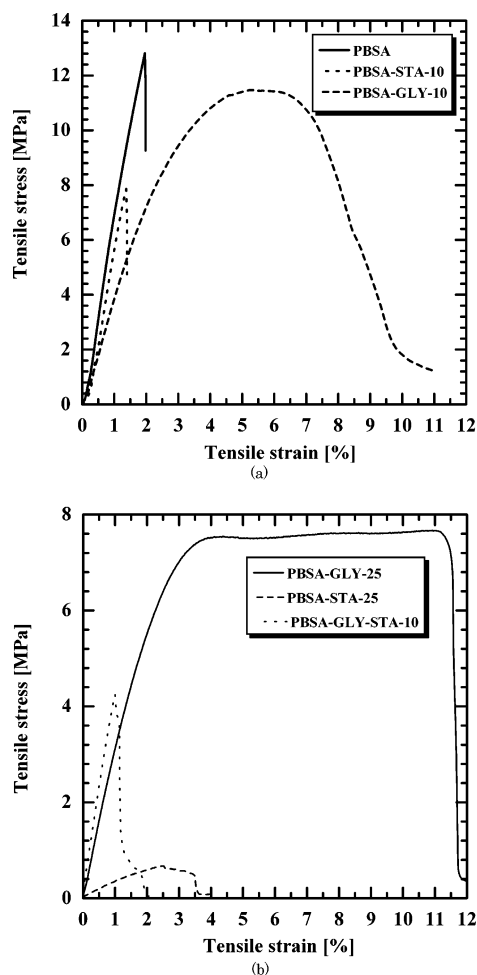 14
12
10
8
6
4
2
0
Tensile stress [MPa]
PBSA
PBSA-STA-10
PBSA-GLY-10
0 1 2 3 4 5 6 7 8 9 10 11 12
Tensile strain [%]
(a)
8
6
4
2
0
Tensile stress [MPa]
PBSA-GLY-25
PBSA-STA-25
PBSA-GLY-STA-10
0 1 2 3 4 5 6 7 8 9 10 11 12
Tensile strain [%]
(b)